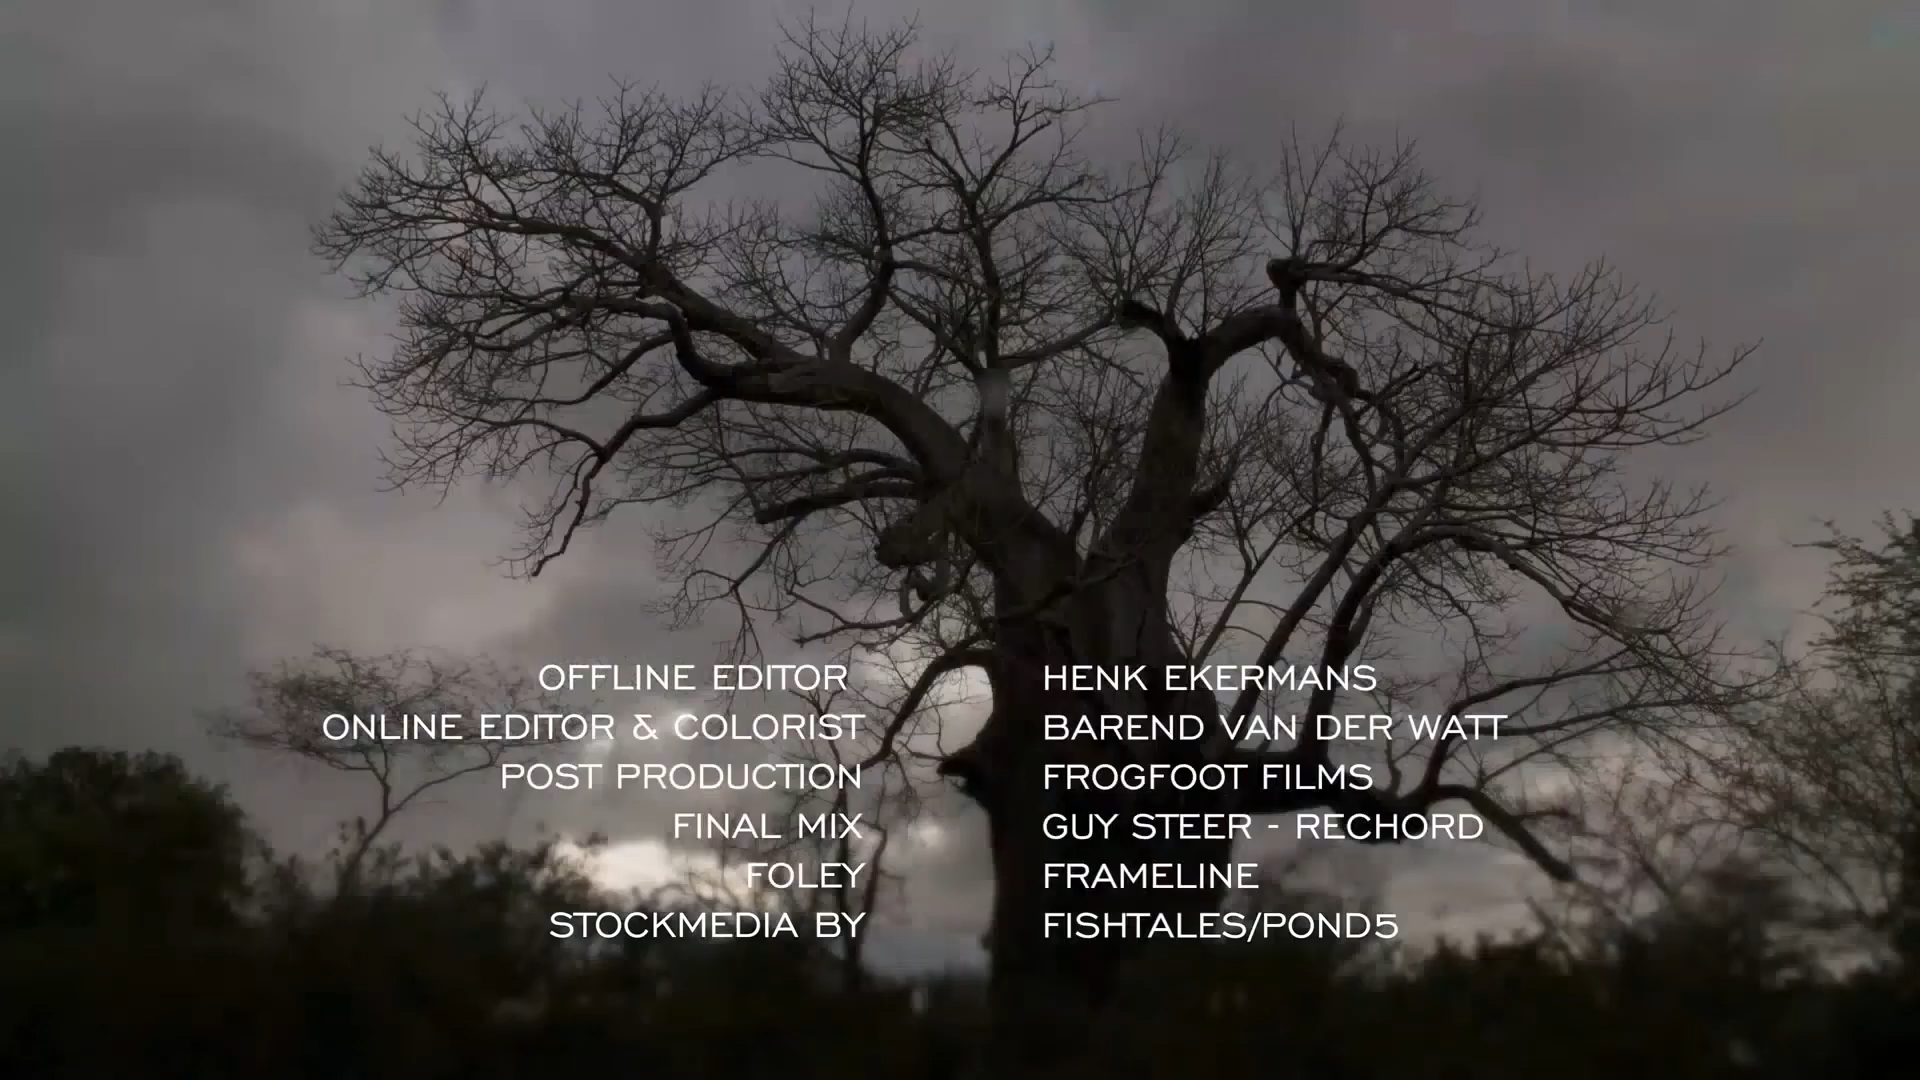 OFFLINE EDITOR HENK EKERMANS
ONLINE EDITOR & COLORIST BAREND VAN DER WATT
POST PRODUCTION FROGFOOT FILMS
FINAL MIX GUY STEER - RECHORD
FOLEY FRAMELINE
STOCKMEDIA BY FISHTALES/POND5